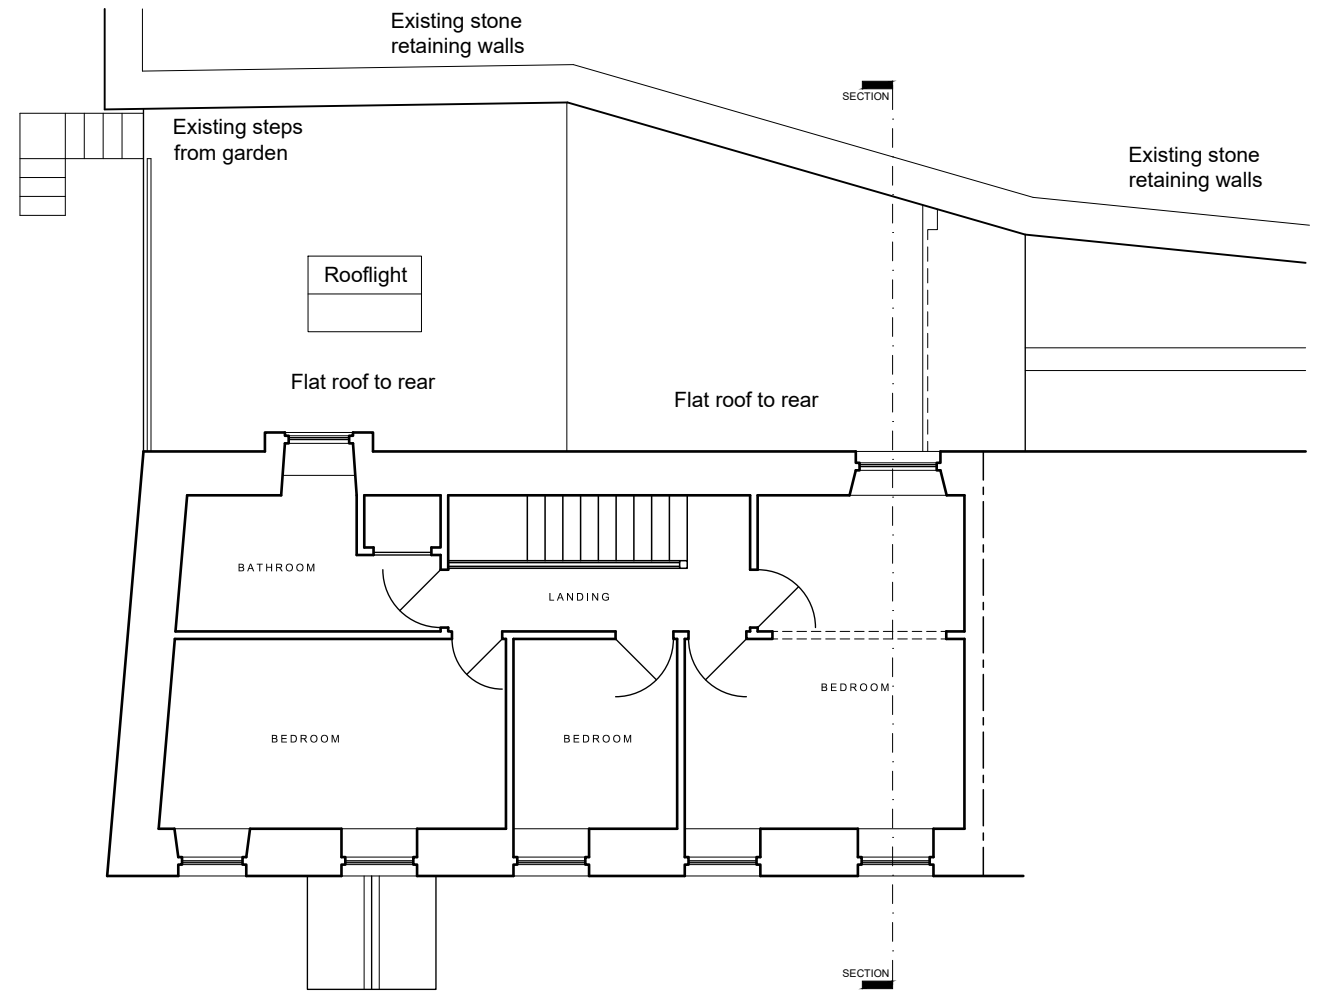 Existing stone
retaining walls
SECTION
Existing steps
from garden
Existing stone
retaining walls
Rooflight
Flat roof to rear
Flat roof to rear
BATHROOM
LANDING
BEDROOM
BEDROOM
BEDROOM
SECTION